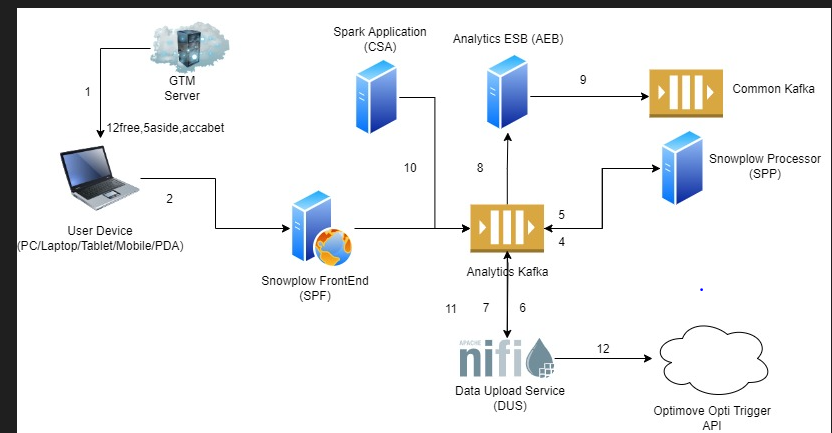 Spark Application
(CSA)
Analytics ESB (AEB)
GTM
Server
1
9
Common Kafka
12free,5aside,accabet
Snowplow Processor
(SPP)
10
8
2
5
4
User Device
(PC/Laptop/Tablet/Mobile/PDA)
Snowplow FrontEnd
(SPF)
Analytics Kafka
11
7
6
APACHE
nifi
12
Data Upload Service
(DUS)
Optimove Opti Trigger
API